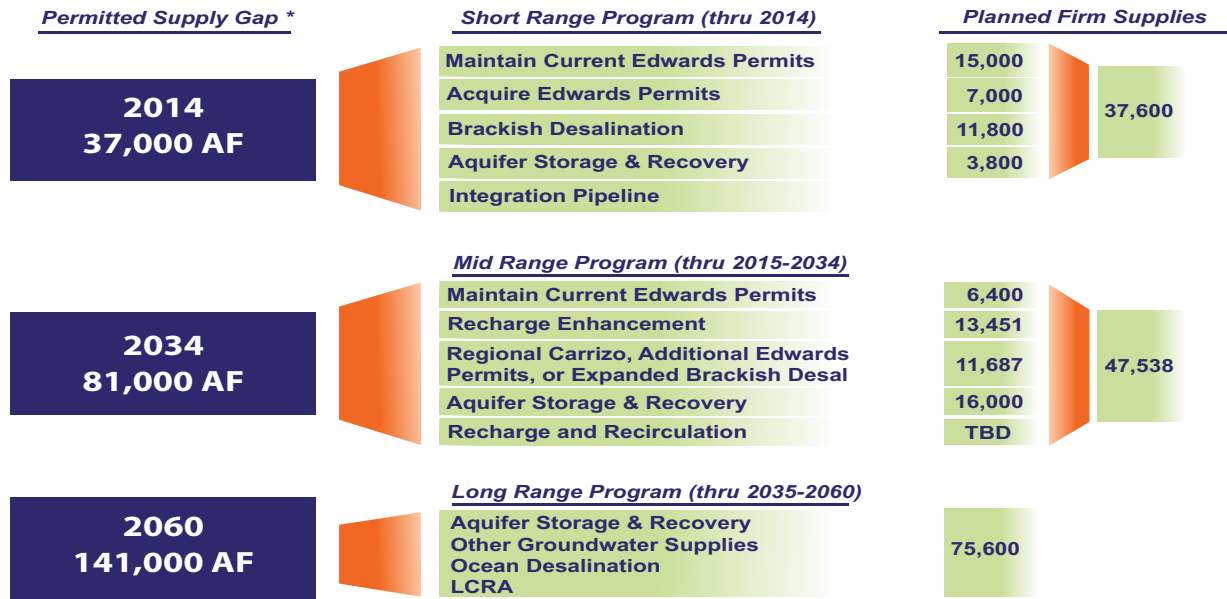 Permitted Supply Gap *
Short Range Program (thru 2014)
Planned Firm Supplies
2014
37,000 AF
Maintain Current Edwards Permits
Acquire Edwards Permits
Brackish Desalination
Aquifer Storage & Recovery
Integration Pipeline
15,000
7,000
11,800
3,800
37,600
Mid Range Program (thru 2015-2034)
2034
81,000 AF
Maintain Current Edwards Permits
Recharge Enhancement
Regional Carrizo, Additional Edwards
Permits, or Expanded Brackish Desal
Aquifer Storage & Recovery
Recharge and Recirculation
6,400
13,451
11,687
16,000
TBD
47,538
Long Range Program (thru 2035-2060)
2060
141,000 AF
Aquifer Storage & Recovery
Other Groundwater Supplies
Ocean Desalination
LCRA
75,600